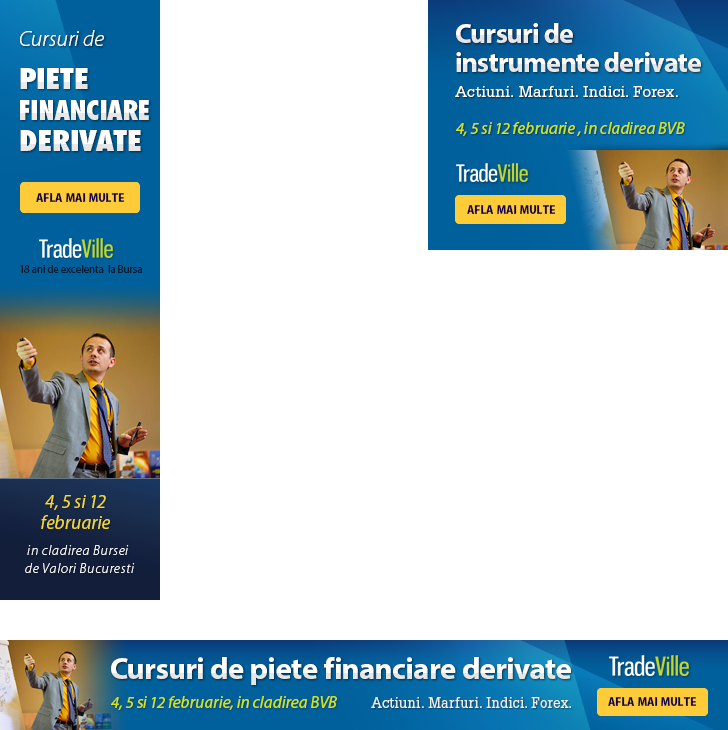 Cursuri de
PIETE
FINANCIARE
DERIVATE
AFLA MAI MULTE
TradeVille
18 ani de excelenta la Bursa
4, 5 si 12
februarie
in cladirea Bursei
de Valori Bucuresti
Cursuri de
instrumente derivate
Actiuni. Marfuri. Indici. Forex.
4, 5 si 12 februarie , in cladirea BVB
TradeVille
AFLA MAI MULTE
Cursuri de piete financiare derivate
4, 5 si 12 februarie, in cladirea BVB
Actiuni. Marfuri. Indici. Forex.
TradeVille
AFLA MAI MULTE